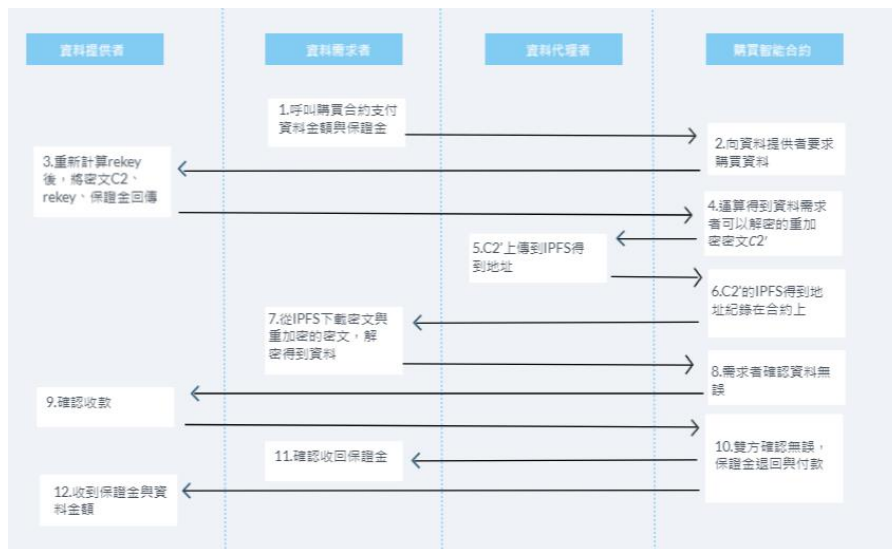 資料提供者
資料需求者
資料代理者
購買智能合約
1.呼叫購買合約支付
資料金額與保證金
2.向資料提供者要求
購買資料
3.重新計算rekey
後，將密文C2、
rekey、保證金回傳
4.運算得到資料需求
者可以解密的重加
密密文C2'
5.C2'上傳到IPFS得
到地址
6.C2'的IPFS得到地
址紀錄在合約上
7.從IPFS下載密文與
重加密的密文，解
密得到資料
8.需求者確認資料無
誤
9.確認收款
10.雙方確認無誤，
保證金退回與付款
11.確認收回保證金
12.收到保證金與資
料金額